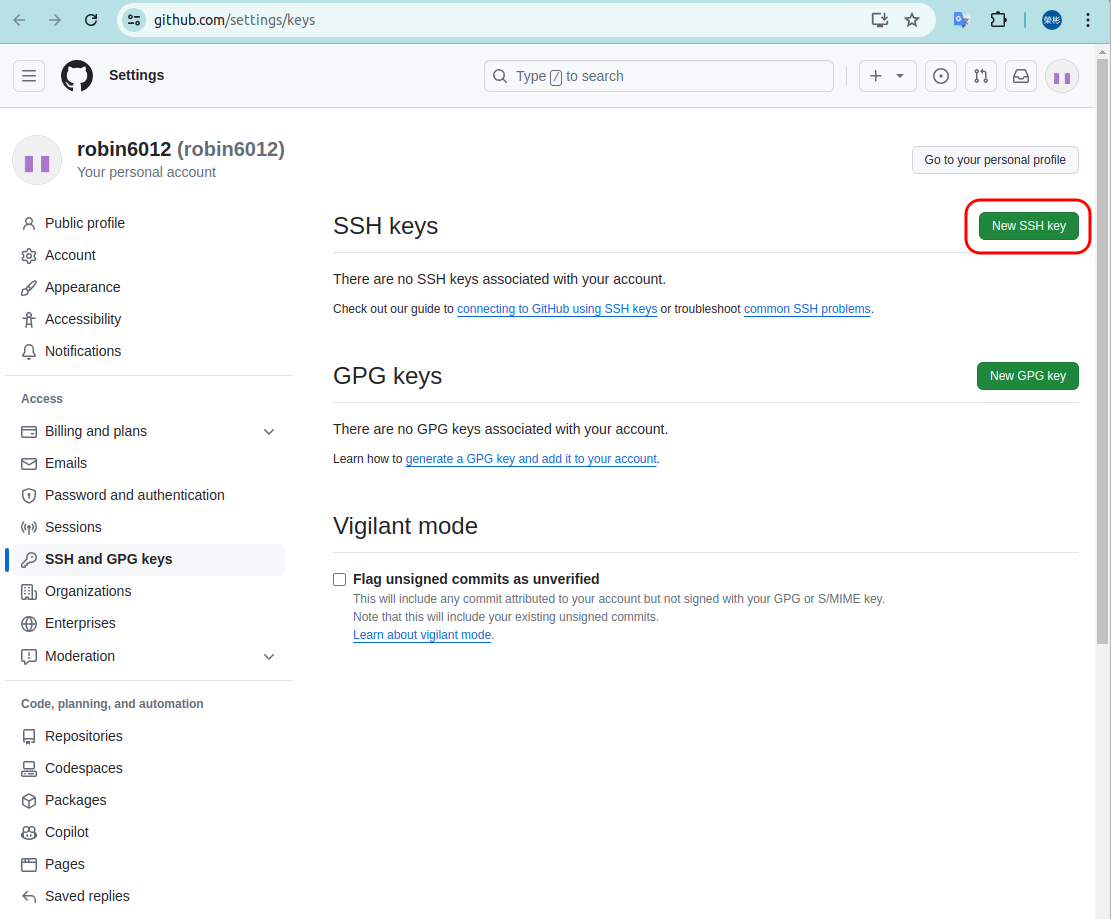 github.com/settings/keys
榮彬
Settings
Type / to search
robin6012 (robin6012)
Your personal account
Go to your personal profile
Public profile
Account
Appearance
Accessibility
Notifications
Access
Billing and plans
Emails
Password and authentication
Sessions
SSH and GPG keys
Organizations
Enterprises
Moderation
Code, planning, and automation
Repositories
Codespaces
Packages
Copilot
Pages
Saved replies
SSH keys
New SSH key
There are no SSH keys associated with your account.
Check out our guide to connecting to GitHub using SSH keys or troubleshoot common SSH problems.
GPG keys
New GPG key
There are no GPG keys associated with your account.
Learn how to generate a GPG key and add it to your account.
Vigilant mode
Flag unsigned commits as unverified
This will include any commit attributed to your account but not signed with your GPG or S/MIME key.
Note that this will include your existing unsigned commits.
Learn about vigilant mode.